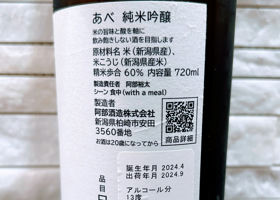 あべ 純米吟醸
米の旨味と酸を軸に
飲み飽きしない酒を目指します
原材料名 米(新潟県産)、
米こうじ(新潟県産米)
精米歩合 60% 内容量 720ml
製造責任者 阿部裕太
シーン 食中(with a meal)
製造者
阿部酒造株式会社
新潟県柏崎市安田
3560番地
お酒は20歳になってから
商品詳細
誕生年月 2024.4
出荷年月 2024.9
品目
アルコール分
13度